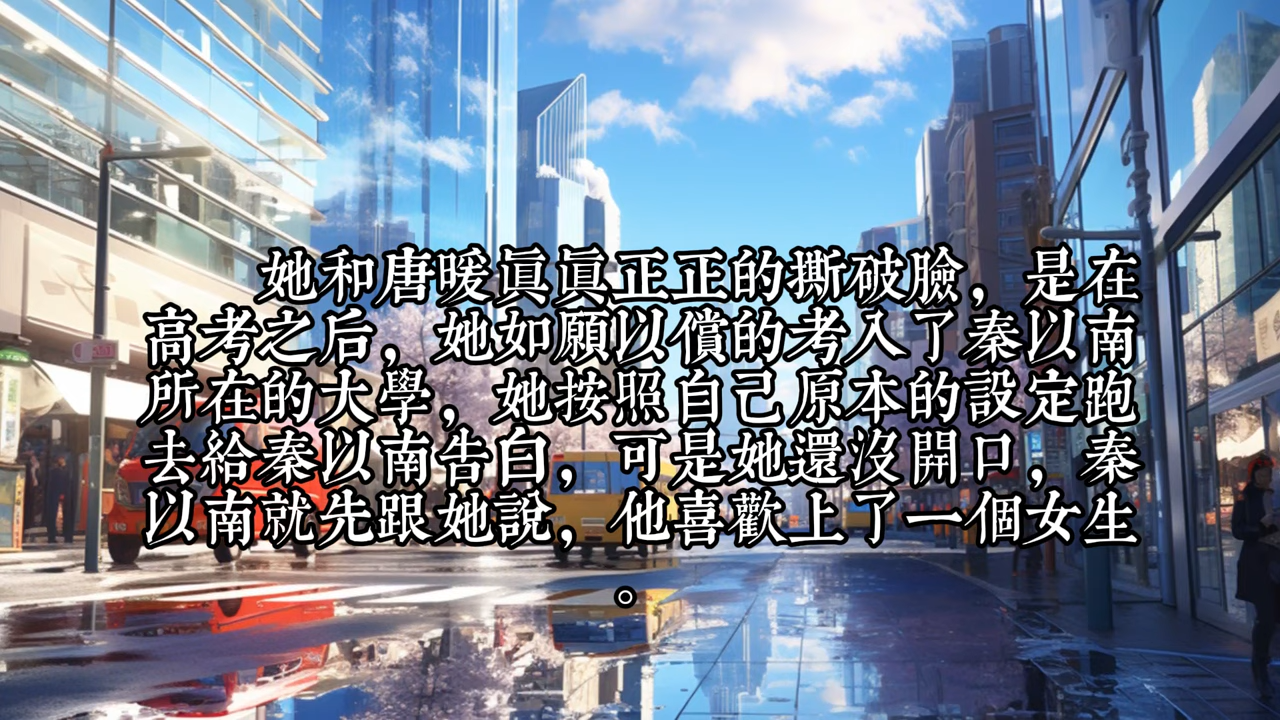 她和唐暖眞眞正正的撕破臉，是在
高考之后，她如願以償的考入了秦以南
所在的大學，她按照自己原本的設定跑
去給秦以南告白，可是她還沒開口，秦
以南就先跟她說，他喜歡上了一個女生
。